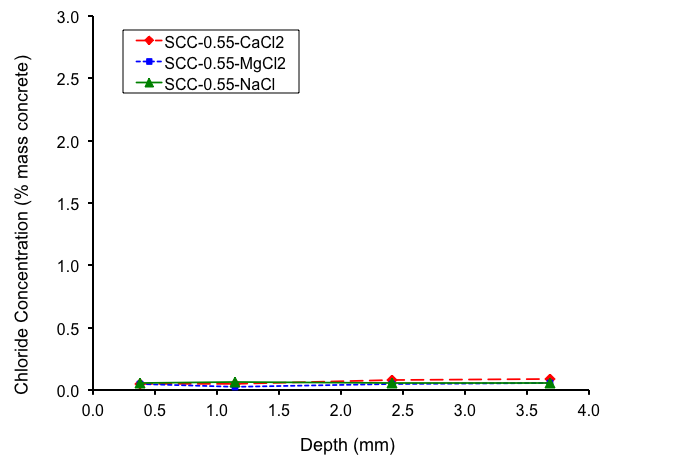 3.0
2.5
2.0
1.5
1.0
0.5
0.0
Chloride Concentration (% mass concrete)
SCC-0.55-CaCl2
SCC-0.55-MgCl2
SCC-0.55-NaCl
0.0 0.5 1.0 1.5 2.0 2.5 3.0 3.5 4.0
Depth (mm)